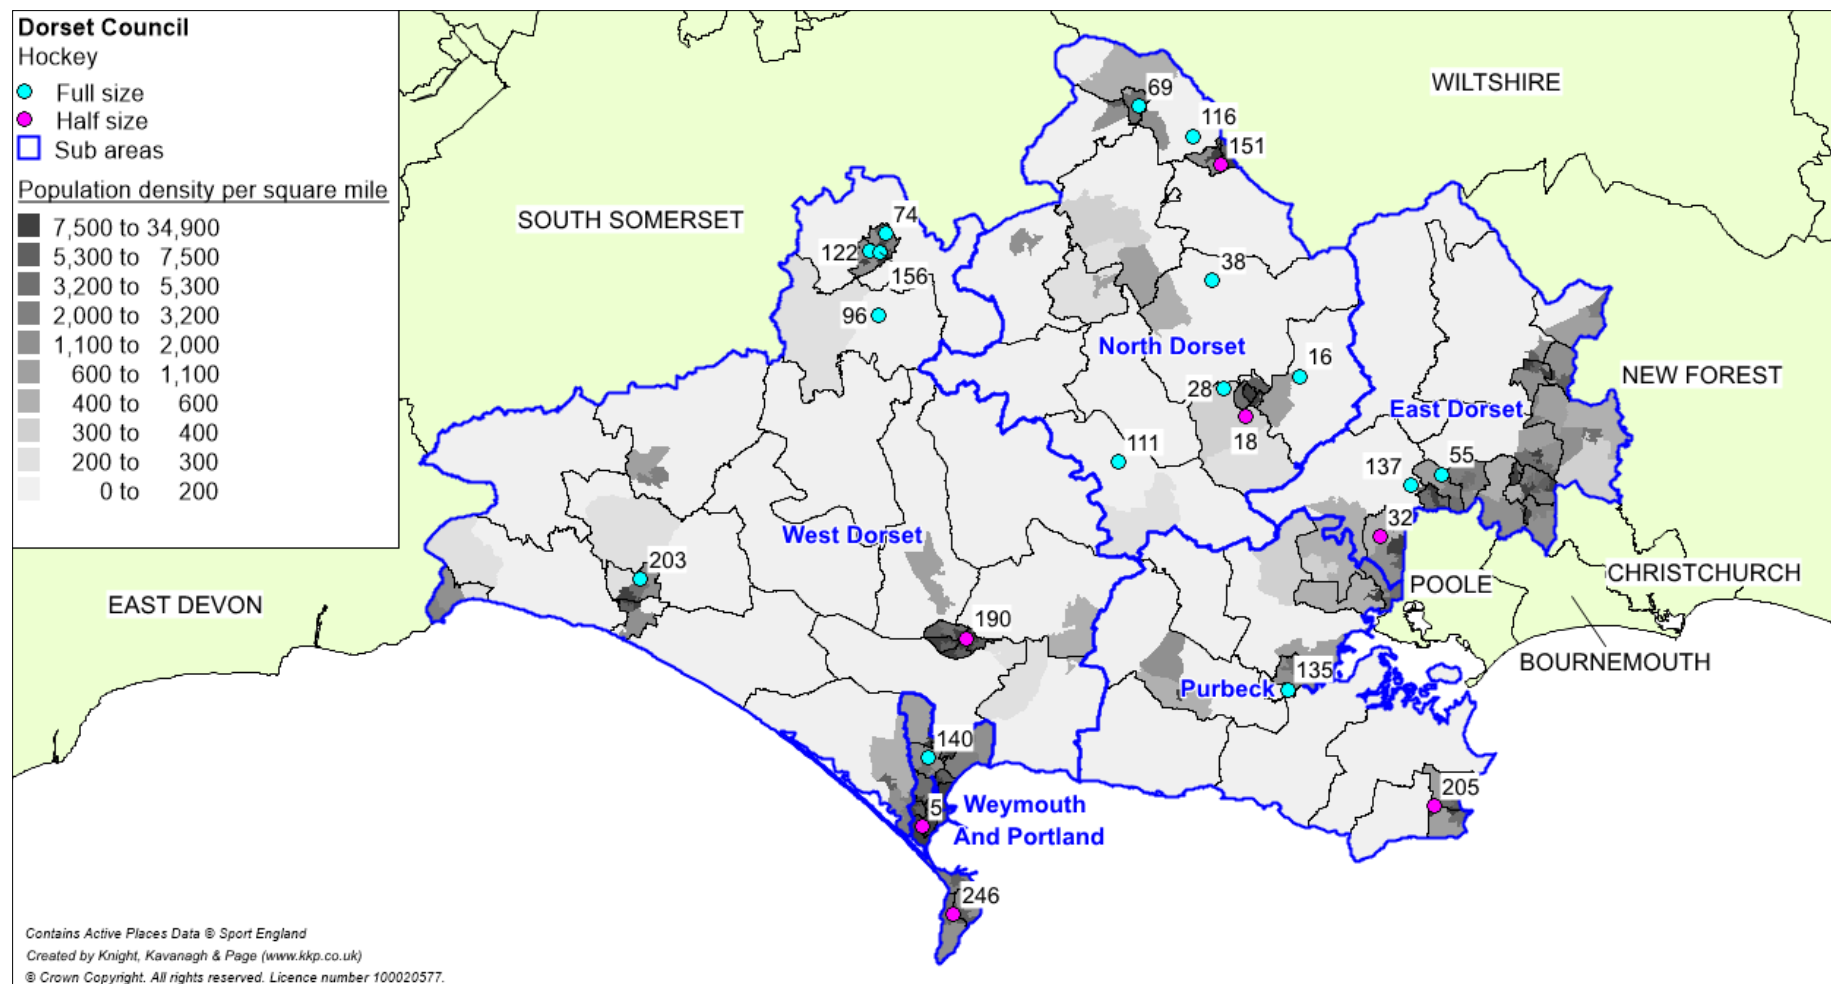 Dorset Council
Hockey
Full size
Half size
Sub areas
Population density per square mile
7,500 to 34,900
5,300 to 7,500
3,200 to 5,300
2,000 to 3,200
1,100 to 2,000
600 to 1,100
400 to 600
300 to 400
200 to 300
0 to 200
WILTSHIRE
69
116
151
SOUTH SOMERSET
74
122
156
38
96
North Dorset
16
NEW FOREST
28
East Dorset
18
111
137
55
32
West Dorset
203
POOLE
CHRISTCHURCH
EAST DEVON
190
BOURNEMOUTH
135
Purbeck
140
205
5
Weymouth
And Portland
246
Contains Active Places Data © Sport England
Created by Knight, Kavanagh & Page (www.kkp.co.uk)
© Crown Copyright. All rights reserved. Licence number 100020577.